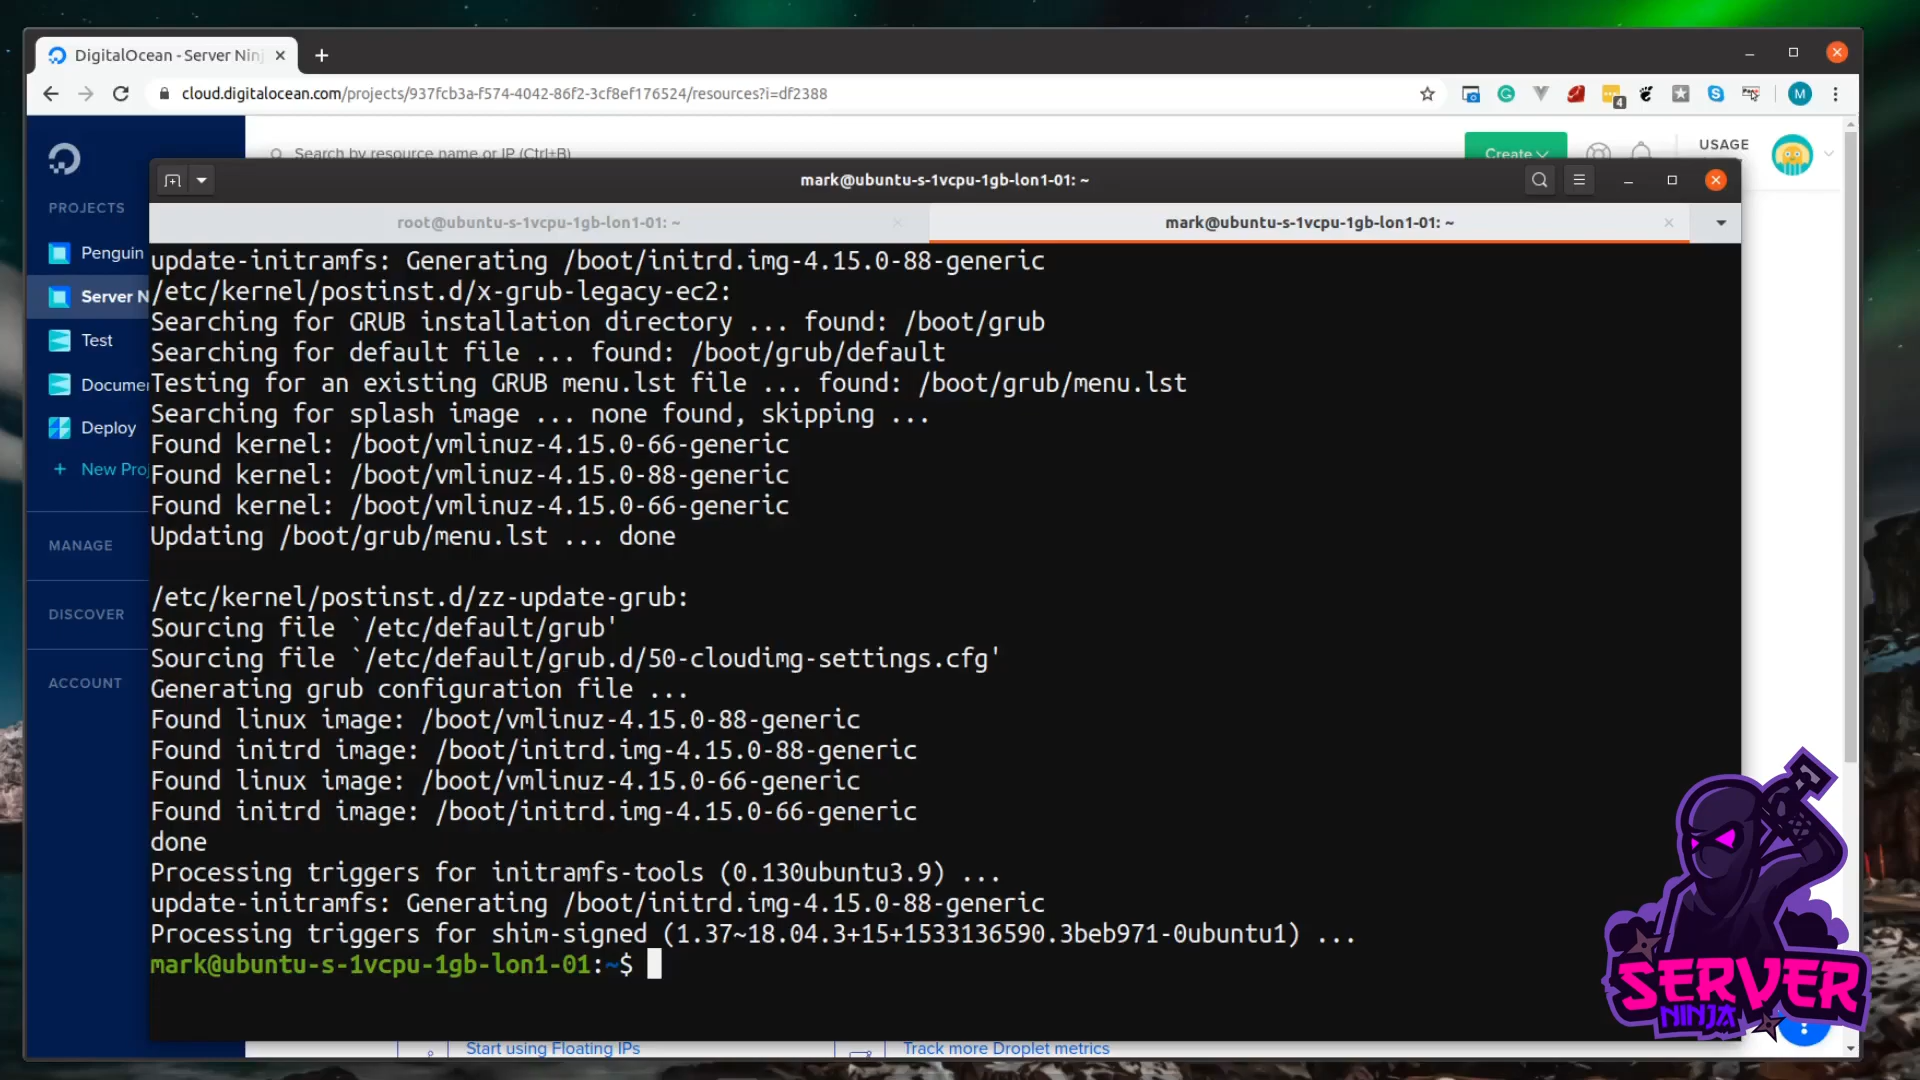 DigitalOcean - Server Ninj
cloud.digitalocean.com/projects/937fcb3a-f574-4042-86f2-3cf8ef176524/resources?i=df2388
4
M
Search by resource name or IP (Ctrl+B)
Create
USAGE
PROJECTS
Penguin
Server N
Test
Docume
Deploy
+ New Proj
MANAGE
DISCOVER
ACCOUNT
mark@ubuntu-s-1vcpu-1gb-lon1-01: ~
root@ubuntu-s-1vcpu-1gb-lon1-01: ~
mark@ubuntu-s-1vcpu-1gb-lon1-01: ~
update-initramfs: Generating /boot/initrd.img-4.15.0-88-generic
/etc/kernel/postinst.d/x-grub-legacy-ec2:
Searching for GRUB installation directory ... found: /boot/grub
Searching for default file ... found: /boot/grub/default
Testing for an existing GRUB menu.lst file ... found: /boot/grub/menu.lst
Searching for splash image ... none found, skipping ...
Found kernel: /boot/vmlinuz-4.15.0-66-generic
Found kernel: /boot/vmlinuz-4.15.0-88-generic
Found kernel: /boot/vmlinuz-4.15.0-66-generic
Updating /boot/grub/menu.lst ... done
/etc/kernel/postinst.d/zz-update-grub:
Sourcing file `/etc/default/grub'
Sourcing file `/etc/default/grub.d/50-cloudimg-settings.cfg'
Generating grub configuration file ...
Found linux image: /boot/vmlinuz-4.15.0-88-generic
Found initrd image: /boot/initrd.img-4.15.0-88-generic
Found linux image: /boot/vmlinuz-4.15.0-66-generic
Found initrd image: /boot/initrd.img-4.15.0-66-generic
done
Processing triggers for initramfs-tools (0.130ubuntu3.9) ...
update-initramfs: Generating /boot/initrd.img-4.15.0-88-generic
Processing triggers for shim-signed (1.37~18.04.3+15+1533136590.3beb971-0ubuntu1) ...
mark@ubuntu-s-1vcpu-1gb-lon1-01:~$
Start using Floating IPs
Track more Droplet metrics
SERVER
NINJA